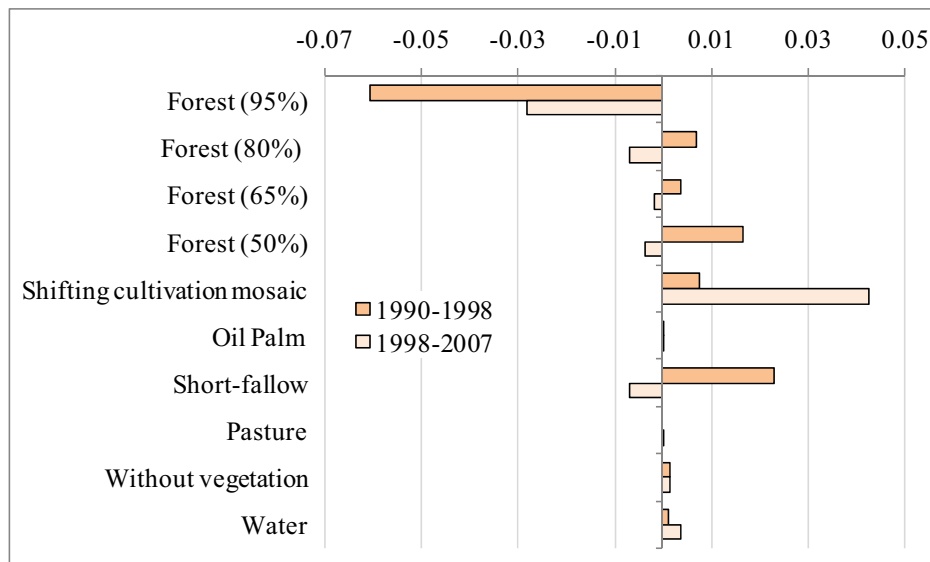 -0.07 -0.05 -0.03 -0.01 0.01 0.03 0.05
Forest (95%)
Forest (80%)
Forest (65%)
Forest (50%)
Shifting cultivation mosaic
1990-1998
Oil Palm
1998-2007
Short-fallow
Pasture
Without vegetation
Water